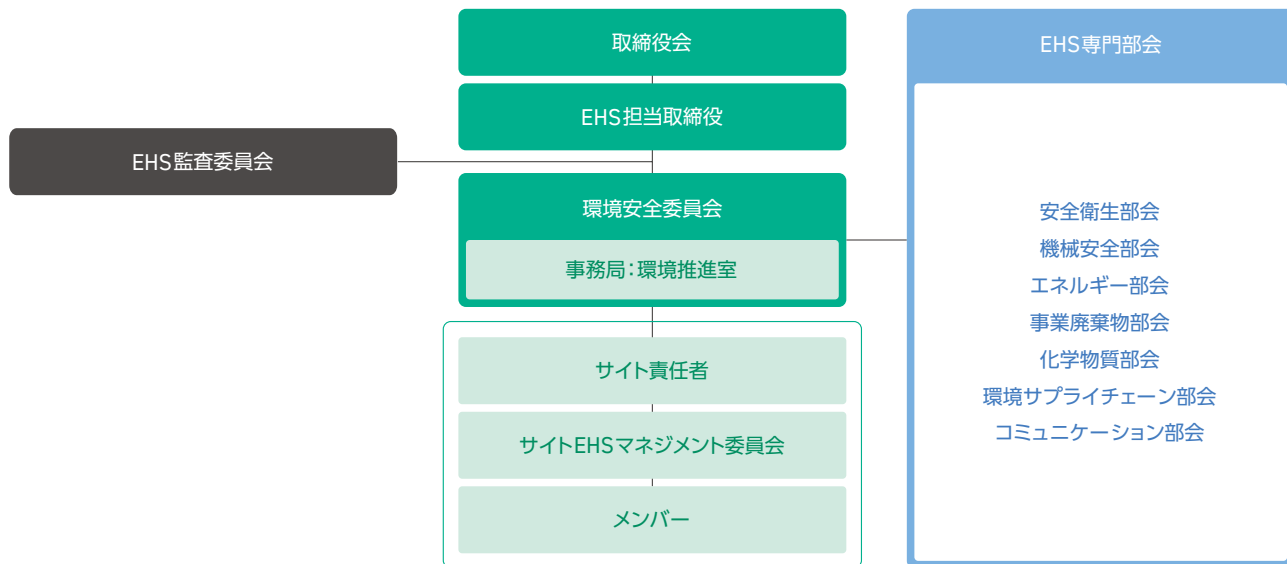 取締役会
EHS担当取締役
EHS監査委員会
環境安全委員会
事務局：環境推進室
サイト責任者
サイトEHSマネジメント委員会
メンバー
EHS専門部会
安全衛生部会
機械安全部会
エネルギー部会
事業廃棄物部会
化学物質部会
環境サプライチェーン部会
コミュニケーション部会